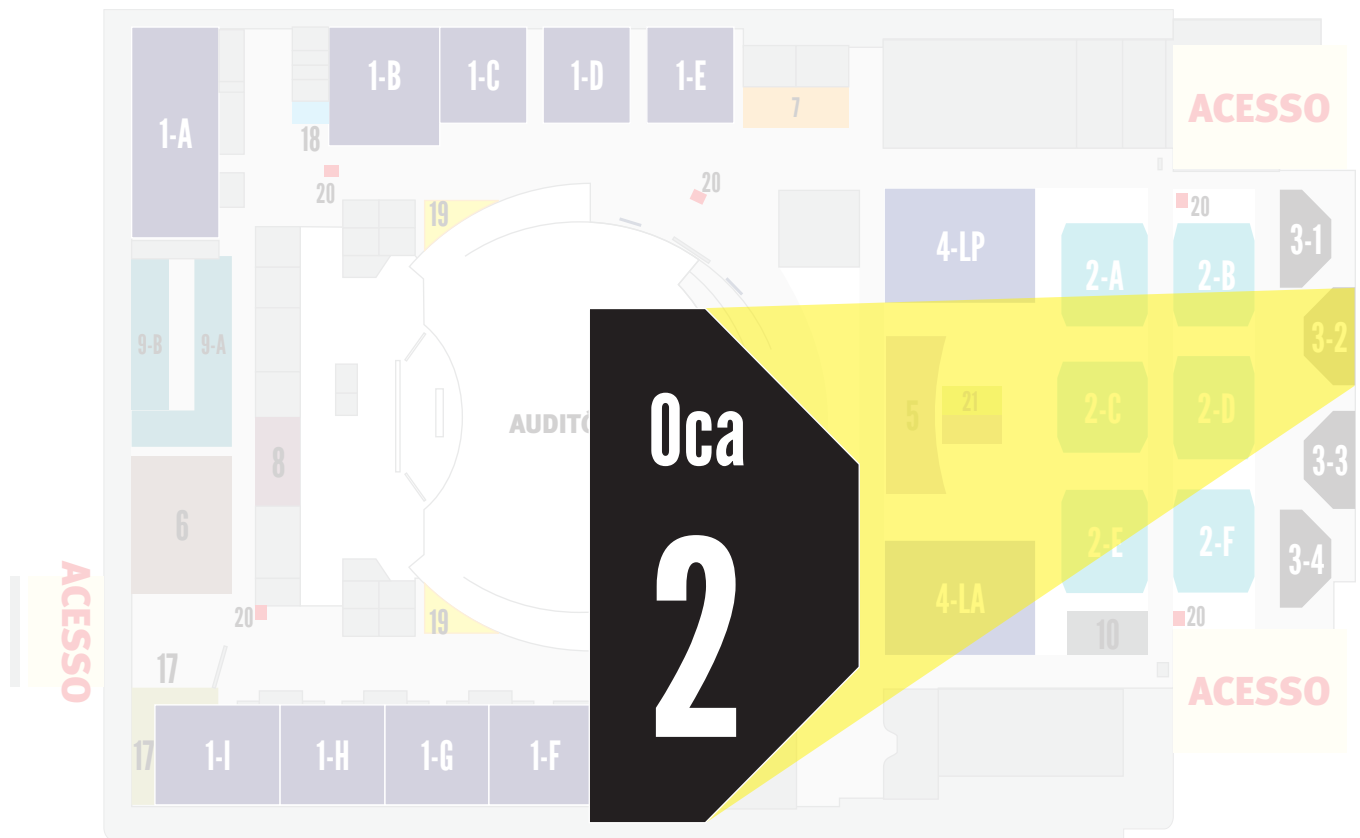 1-A
1-B
1-C
1-D
1-E
7
ACESSO
18
20
19
20
20
3-1
4-LP
2-A
2-B
9-B
9-A
3-2
Oca
2
AUDITÓ
5
21
2-C
2-D
8
3-3
6
2-E
2-F
3-4
4-LA
10
20
19
20
ACESSO
17
17
1-I
1-H
1-G
1-F
ACESSO